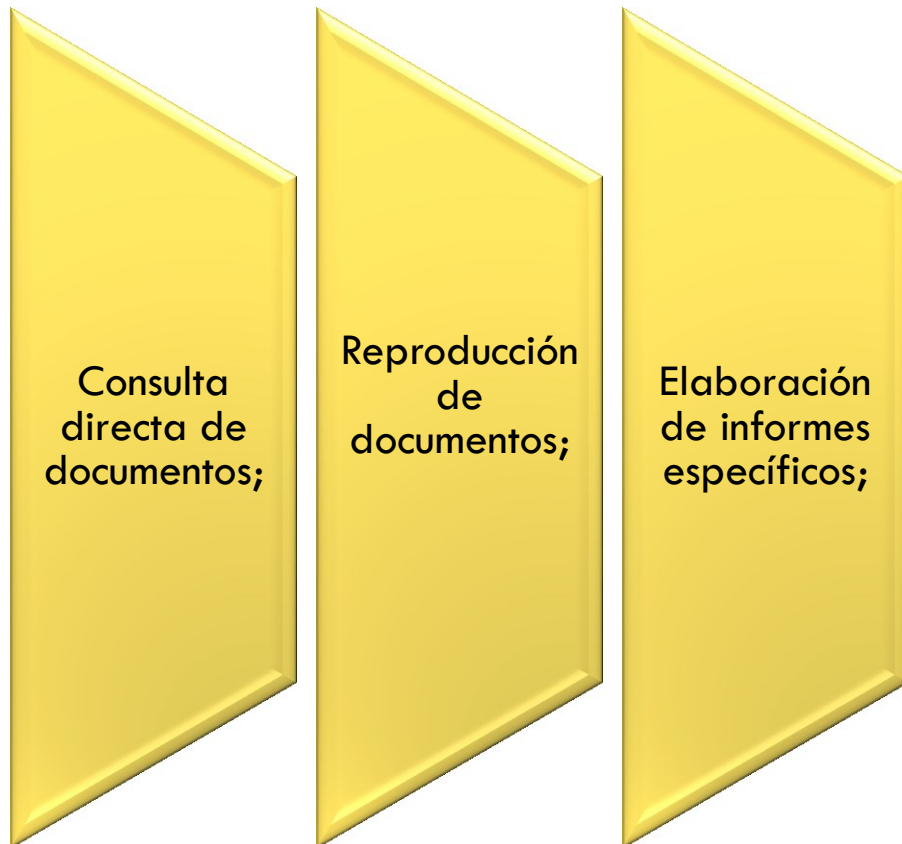 Consulta
directa de
documentos;
Reproducción
de
documentos;
Elaboración
de informes
específicos;